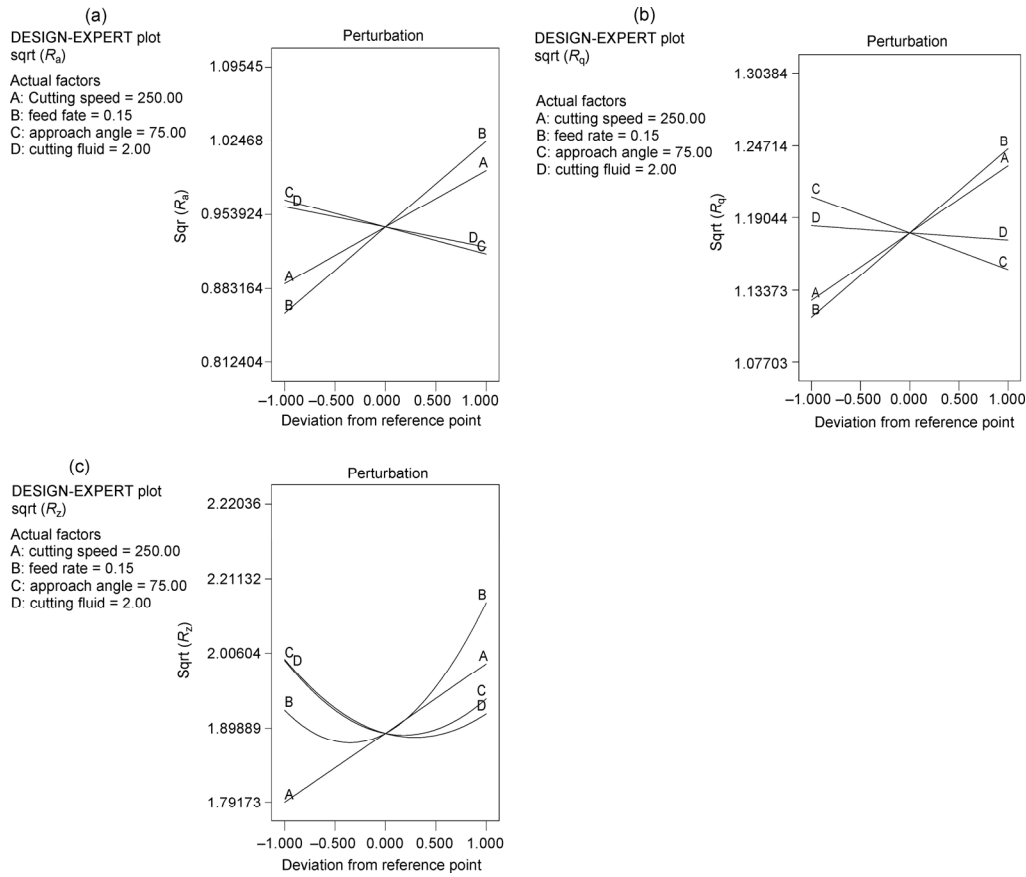 (a)
DESIGN-EXPERT plot
sqrt (Ra)
Actual factors
A: Cutting speed = 250.00
B: feed rate = 0.15
C: approach angle = 75.00
D: cutting fluid = 2.00
Perturbation
1.09545
1.02468
0.953924
0.883164
0.812404
Sqr (Ra)
B
A
C
D
D
C
A
B
–1.000 –0.500 0.000 0.500 1.000
Deviation from reference point
(b)
DESIGN-EXPERT plot
sqrt (Rq)
Actual factors
A: cutting speed = 250.00
B: feed rate = 0.15
C: approach angle = 75.00
D: cutting fluid = 2.00
Perturbation
1.30384
1.24714
1.19044
1.13373
1.07703
Sqrt (Rq)
B
A
C
D
D
C
A
B
–1.000 –0.500 0.000 0.500 1.000
Deviation from reference point
(c)
DESIGN-EXPERT plot
sqrt (Rz)
Actual factors
A: cutting speed = 250.00
B: feed rate = 0.15
C: approach angle = 75.00
D: cutting fluid = 2.00
Perturbation
2.22036
2.21132
2.00604
1.89889
1.79173
Sqrt (Rz)
B
A
C
D
C
D
B
A
–1.000 –0.500 0.000 0.500 1.000
Deviation from reference point